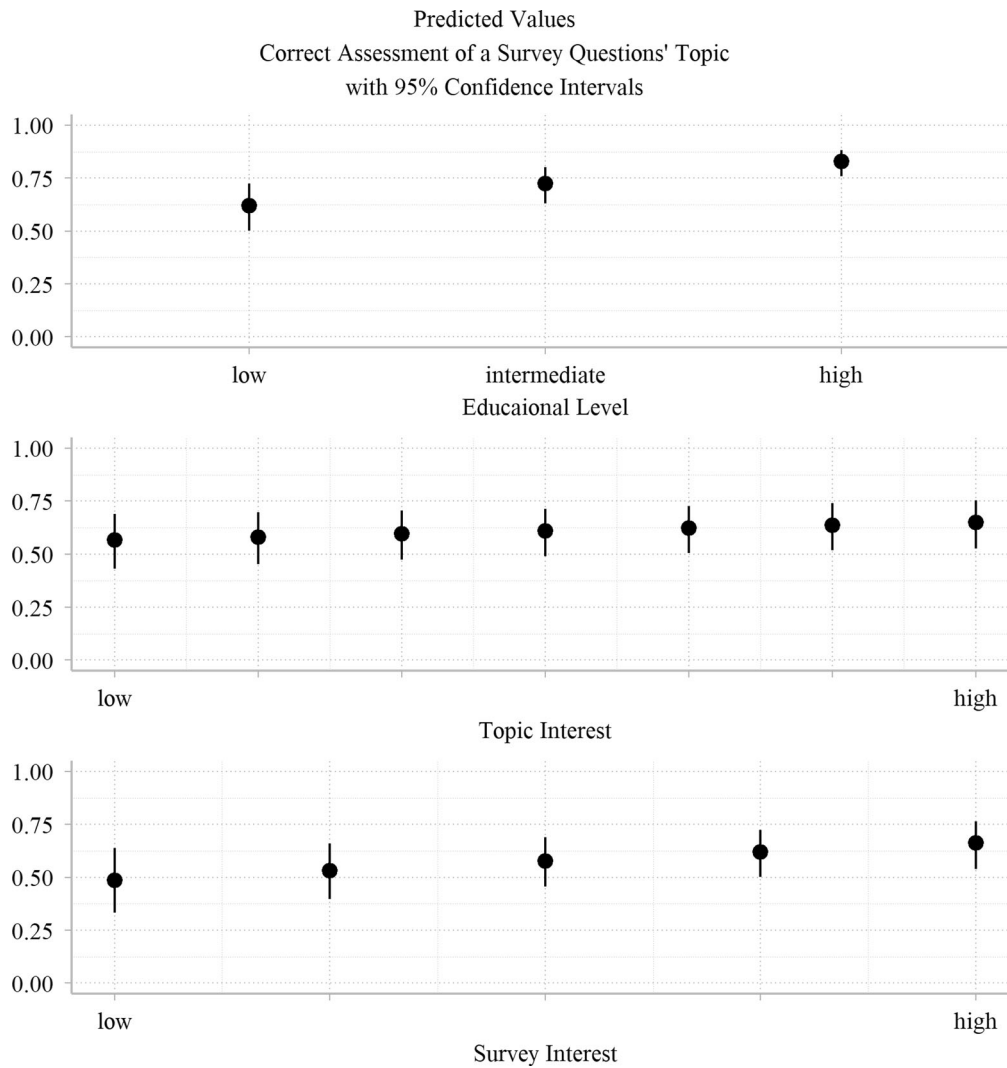 Predicted Values
Correct Assessment of a Survey Questions' Topic
with 95% Confidence Intervals
1.00
0.75
0.50
0.25
0.00
low intermediate high
Educaional Level
1.00
0.75
0.50
0.25
0.00
low high
Topic Interest
1.00
0.75
0.50
0.25
0.00
low high
Survey Interest